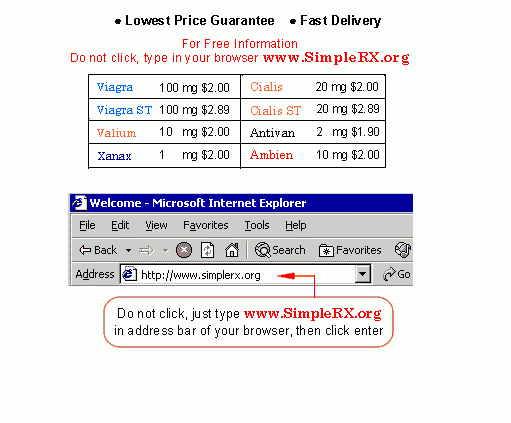 ● Lowest Price Guarantee ● Fast Delivery
For Free Information
Do not click, type in your browser www.SimpleRX.org
Viagra 100 mg $2.00 Cialis 20 mg $2.00
Viagra ST 100 mg $2.89 Cialis ST 20 mg $2.89
Valium 10 mg $2.00 Antivan 2 mg $1.90
Xanax 1 mg $2.00 Ambien 10 mg $2.00
Welcome - Microsoft Internet Explorer
File Edit View Favorites Tools Help
Back Search Favorites
Address http://www.simplerx.org Go
Do not click, just type www.SimpleRX.org
in address bar of your browser, then click enter